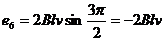 e₆ = 2Blv sin 3π/2 = −2Blv